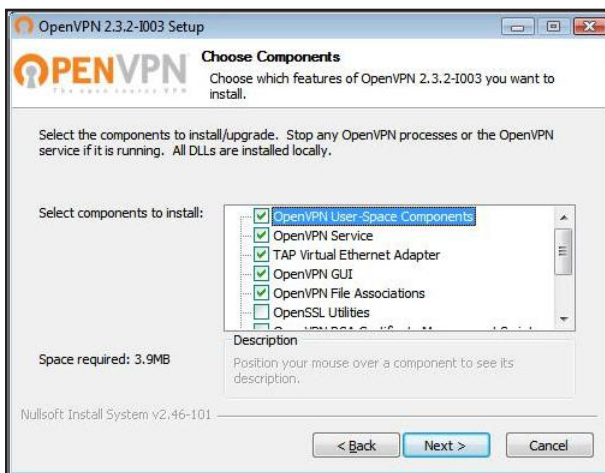 OpenVPN 2.3.2-I003 Setup
OPENVPN
The open source VPN
Choose Components
Choose which features of OpenVPN 2.3.2-I003 you want to
install.
Select the components to install/upgrade. Stop any OpenVPN processes or the OpenVPN
service if it is running. All DLLs are installed locally.
Select components to install:
OpenVPN User-Space Components
OpenVPN Service
TAP Virtual Ethernet Adapter
OpenVPN GUI
OpenVPN File Associations
OpenSSL Utilities
Description
Space required: 3.9MB
Position your mouse over a component to see its
description.
Nullsoft Install System v2.46-101
< Back
Next >
Cancel